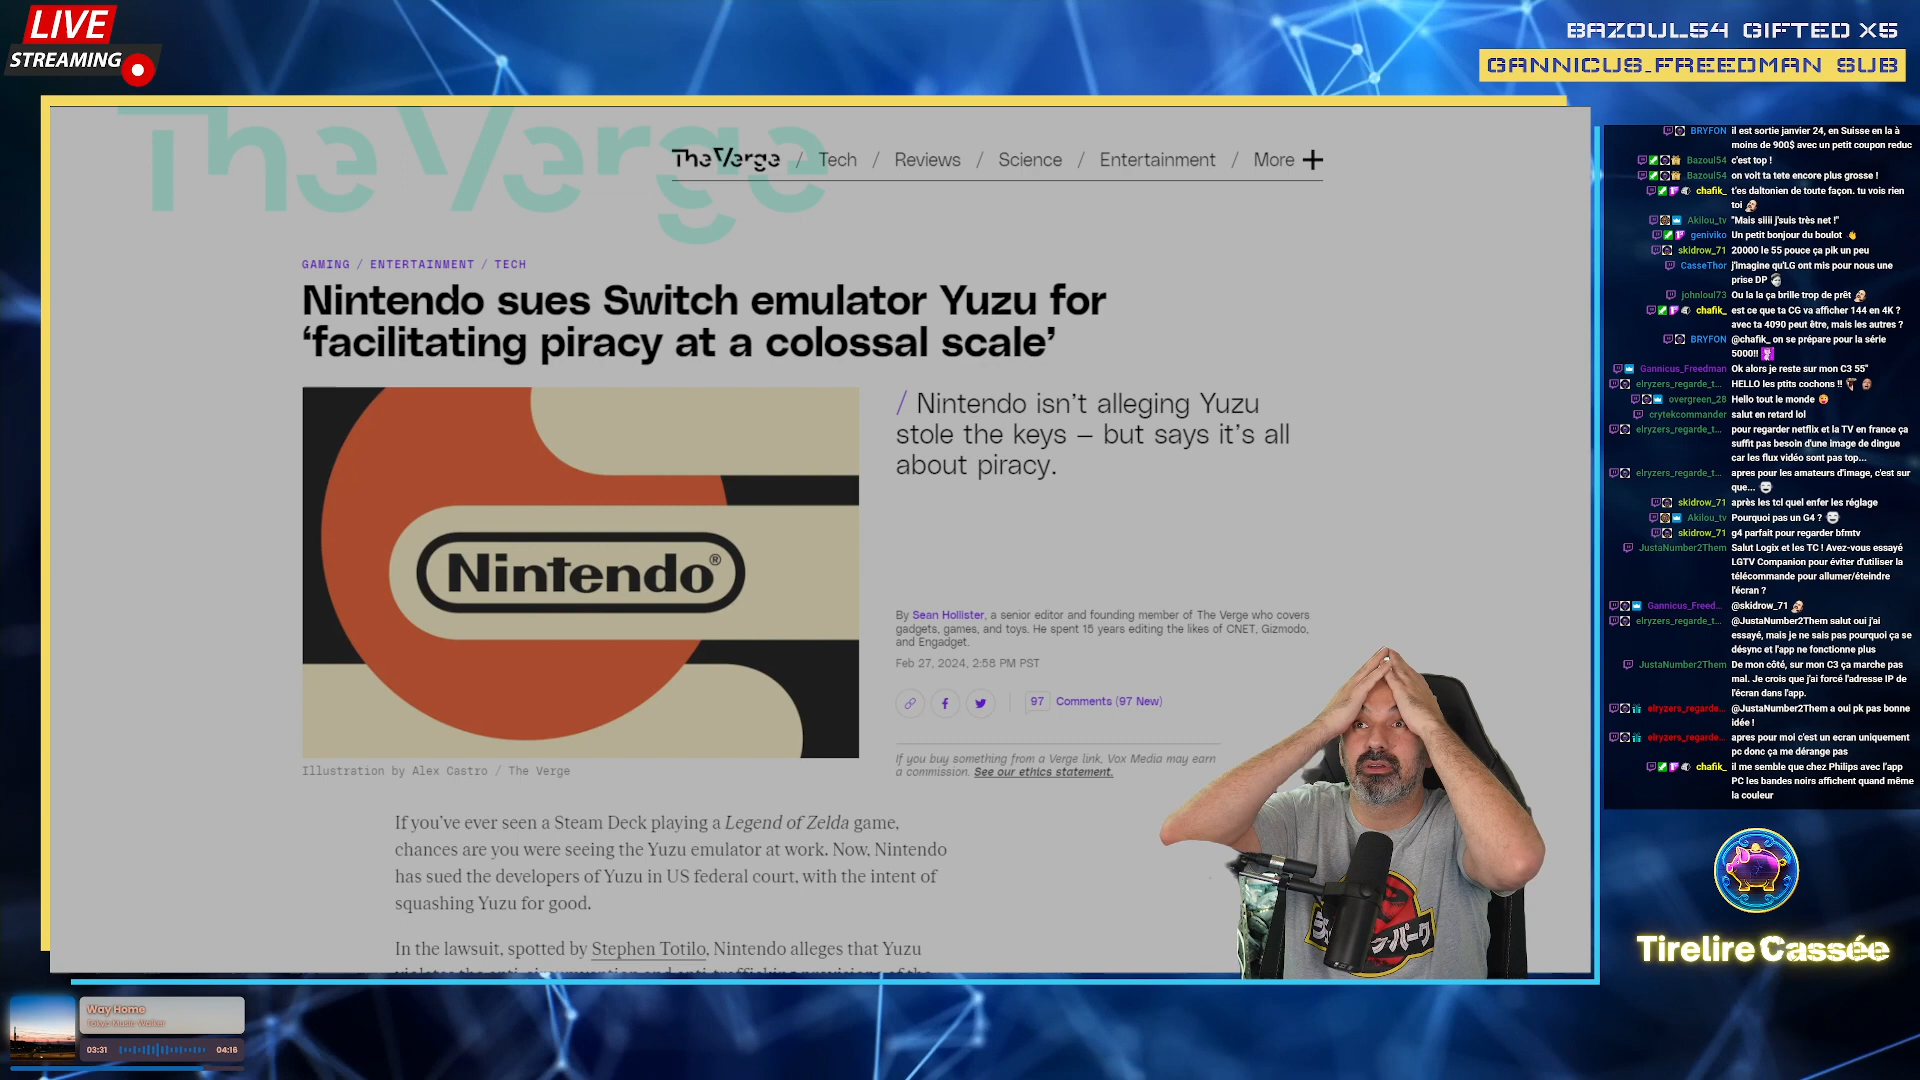 LIVE
STREAMING
BAZOUL54 GIFTED X5
GANNICUS_FREEDMAN SUB
The Verge
The Verge / Tech / Reviews / Science / Entertainment / More +
GAMING / ENTERTAINMENT / TECH
Nintendo sues Switch emulator Yuzu for
‘facilitating piracy at a colossal scale’
Nintendo®
Illustration by Alex Castro / The Verge
/ Nintendo isn’t alleging Yuzu
stole the keys — but says it’s all
about piracy.
By Sean Hollister, a senior editor and founding member of The Verge who covers
gadgets, games, and toys. He spent 15 years editing the likes of CNET, Gizmodo,
and Engadget.
Feb 27, 2024, 2:58 PM PST
97 Comments (97 New)
If you buy something from a Verge link, Vox Media may earn
a commission. See our ethics statement.
If you’ve ever seen a Steam Deck playing a Legend of Zelda game,
chances are you were seeing the Yuzu emulator at work. Now, Nintendo
has sued the developers of Yuzu in US federal court, with the intent of
squashing Yuzu for good.
In the lawsuit, spotted by Stephen Totilo, Nintendo alleges that Yuzu
BRYFON il est sortie janvier 24, en Suisse en la à
moins de 900$ avec un petit coupon reduc
Bazoul54 c'est top !
Bazoul54 on voit ta tete encore plus grosse !
chafik_ t'es daltonien de toute façon. tu vois rien
toi
Akilou_tv "Mais siiii j'suis très net !"
geniviko Un petit bonjour du boulot
skidrow_71 20000 le 55 pouce ça pik un peu
CasseThor j'imagine qu'LG ont mis pour nous une
prise DP
johnloul73 Ou la la ça brille trop de prêt
chafik_ est ce que ta CG va afficher 144 en 4K ?
avec ta 4090 peut être, mais les autres ?
BRYFON @chafik_ on se prépare pour la série
5000!!
Gannicus_Freedman Ok alors je reste sur mon C3 55"
elryzers_regarde_t... HELLO les ptits cochons !!
overgreen_28 Hello tout le monde
crytekcommander salut en retard lol
elryzers_regarde_t... pour regarder netflix et la TV en france ça
suffit pas besoin d'une image de dingue
car les flux vidéo sont pas top...
elryzers_regarde_t... apres pour les amateurs d'image, c'est sur
que...
skidrow_71 après les tcl quel enfer les réglage
Akilou_tv Pourquoi pas un G4 ?
skidrow_71 g4 parfait pour regarder bfmtv
JustaNumber2Them Salut Logix et les TC ! Avez-vous essayé
LGTV Companion pour éviter d'utiliser la
télécommande pour allumer/éteindre
l'écran ?
Gannicus_Freed... @skidrow_71
elryzers_regarde_t... @JustaNumber2Them salut oui j'ai
essayé, mais je ne sais pas pourquoi ça se
désync et l'app ne fonctionne plus
JustaNumber2Them De mon côté, sur mon C3 ça marche pas
mal. Je crois que j'ai forcé l'adresse IP de
l'écran dans l'app.
elryzers_regarde... @JustaNumber2Them a oui pk pas bonne
idée !
elryzers_regarde... apres pour moi c'est un ecran uniquement
pc donc ça me dérange pas
chafik_ il me semble que chez Philips avec l'app
PC les bandes noirs affichent quand même
la couleur
Tirelire Cassée
Way Home
Tokyo Music Walker
03:31
04:16